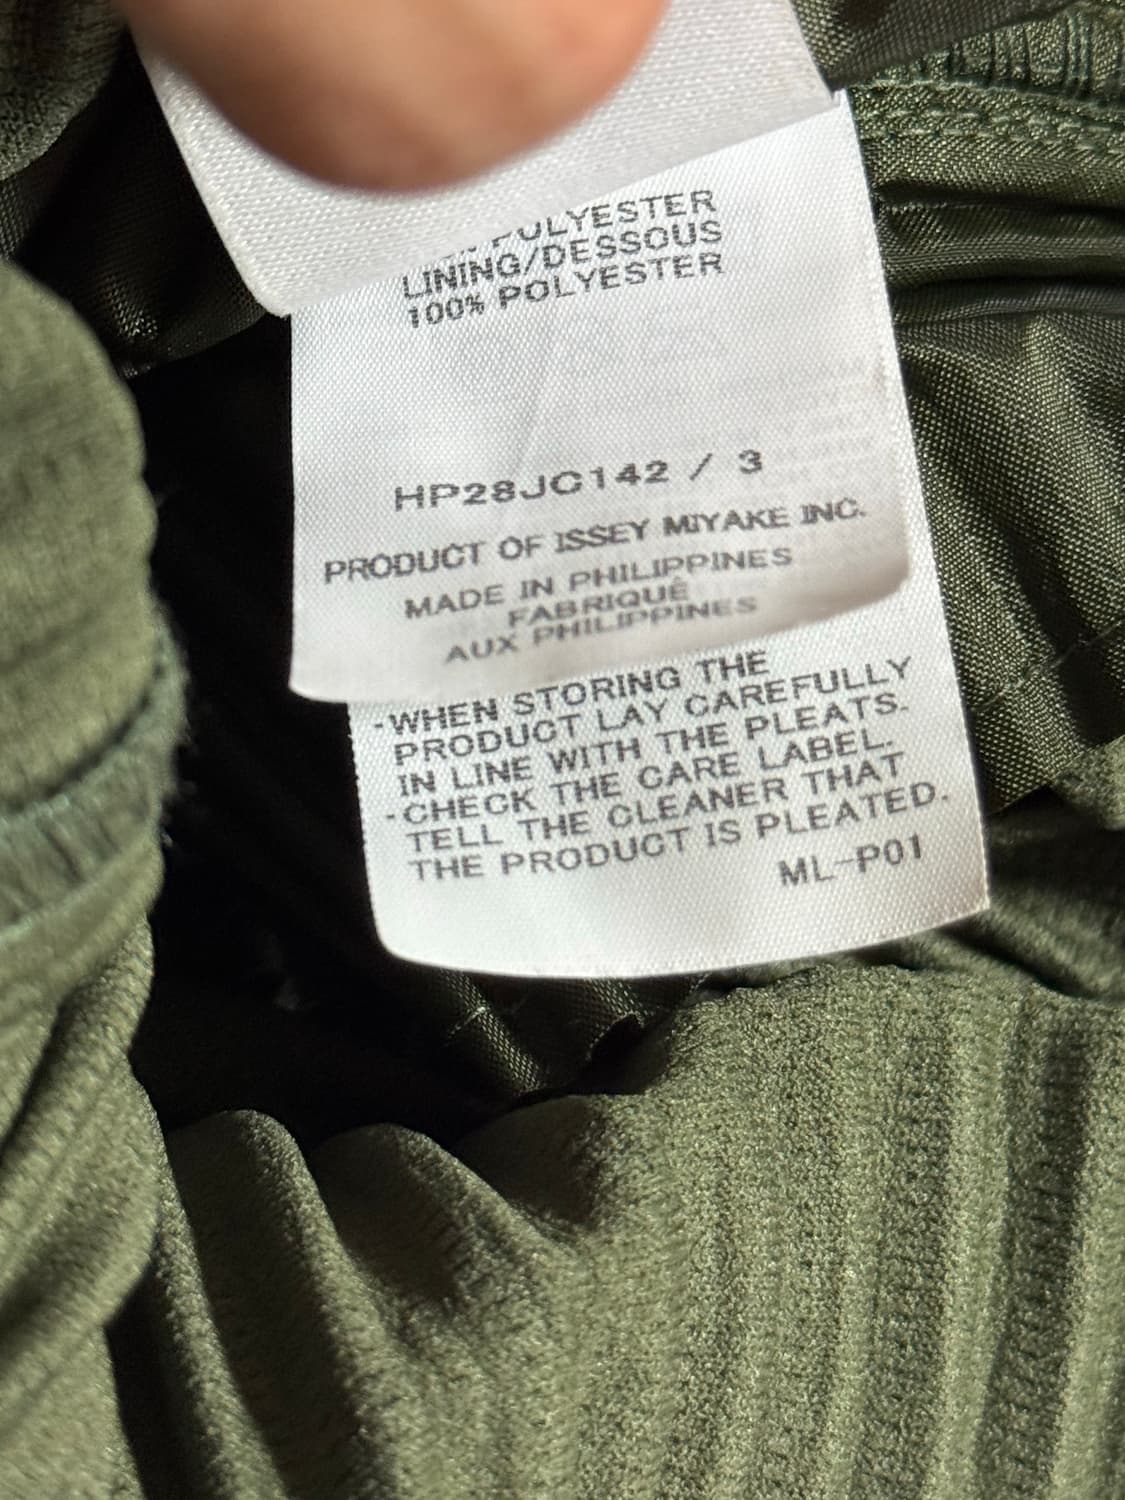 POLYESTER
LINING/DESSOUS
100% POLYESTER
HP28JC142 / 3
PRODUCT OF ISSEY MIYAKE INC.
MADE IN PHILIPPINES
FABRIQUÉ
AUX PHILIPPINES
-WHEN STORING THE
PRODUCT LAY CAREFULLY
IN LINE WITH THE PLEATS.
-CHECK THE CARE LABEL.
TELL THE CLEANER THAT
THE PRODUCT IS PLEATED.
ML-P01